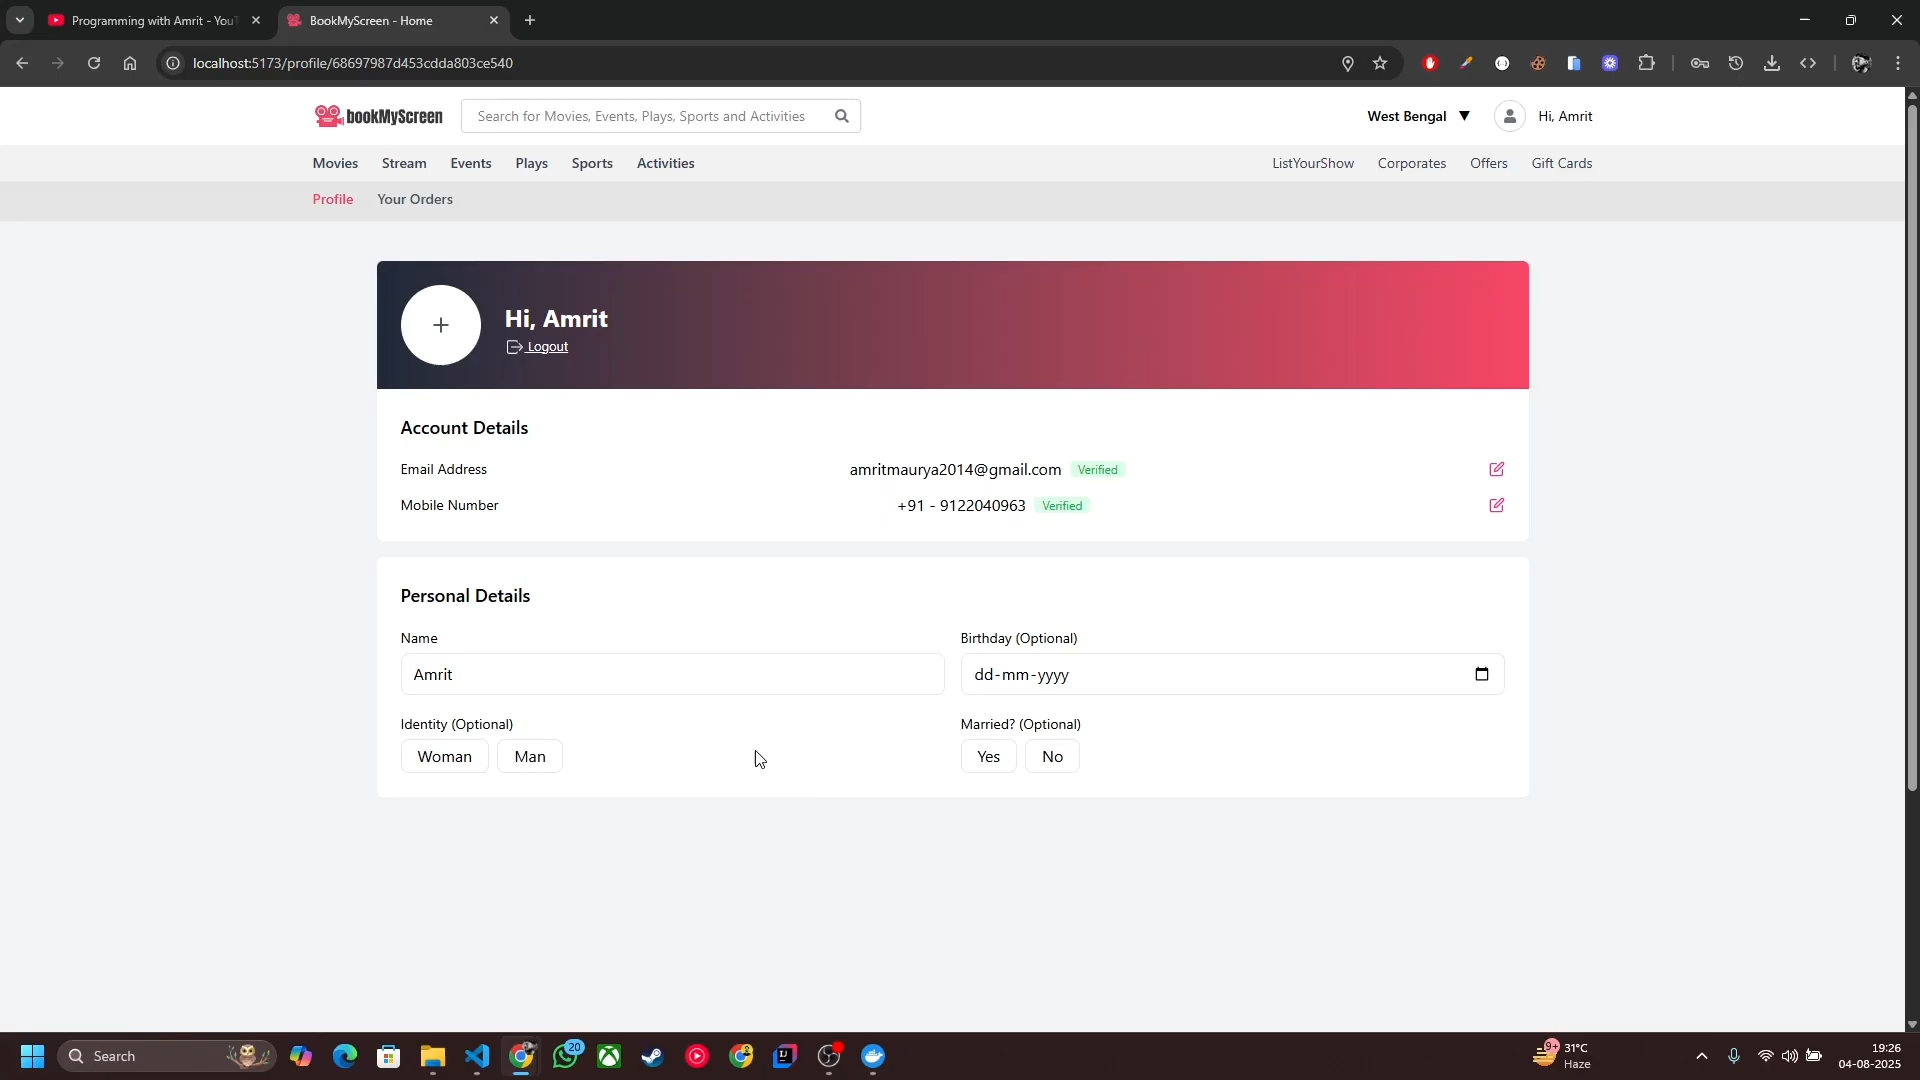 Programming with Amrit - You
BookMyScreen - Home
localhost:5173/profile/68697987d453cdda803ce540
bookMyScreen
Search for Movies, Events, Plays, Sports and Activities
West Bengal ▼
Hi, Amrit
Movies Stream Events Plays Sports Activities
ListYourShow Corporates Offers Gift Cards
Profile Your Orders
Hi, Amrit
Logout
Account Details
Email Address amritmaurya2014@gmail.com Verified
Mobile Number +91 - 9122040963 Verified
Personal Details
Name
Birthday (Optional)
Amrit
dd-mm-yyyy
Identity (Optional)
Married? (Optional)
Woman Man
Yes No
Search
20
9+
31°C
Haze
19:26
04-08-2025